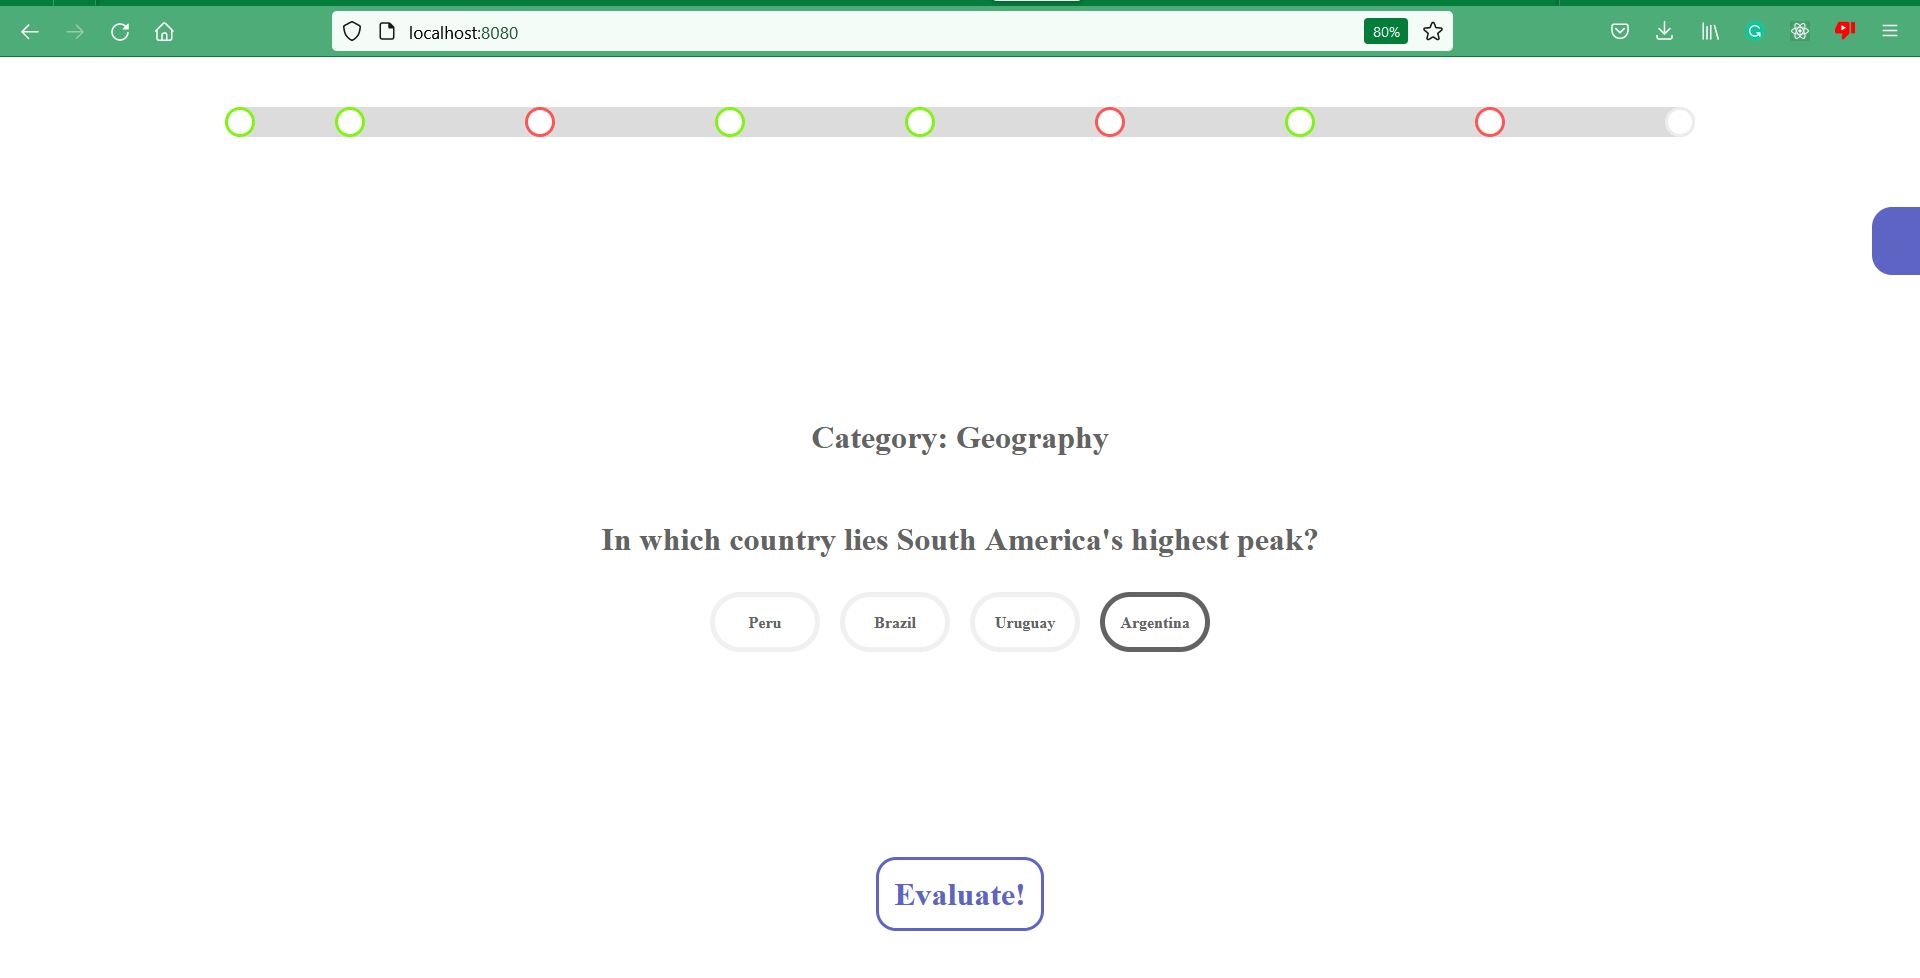 localhost:8080
80%
Category: Geography
In which country lies South America's highest peak?
Peru Brazil Uruguay Argentina
Evaluate!